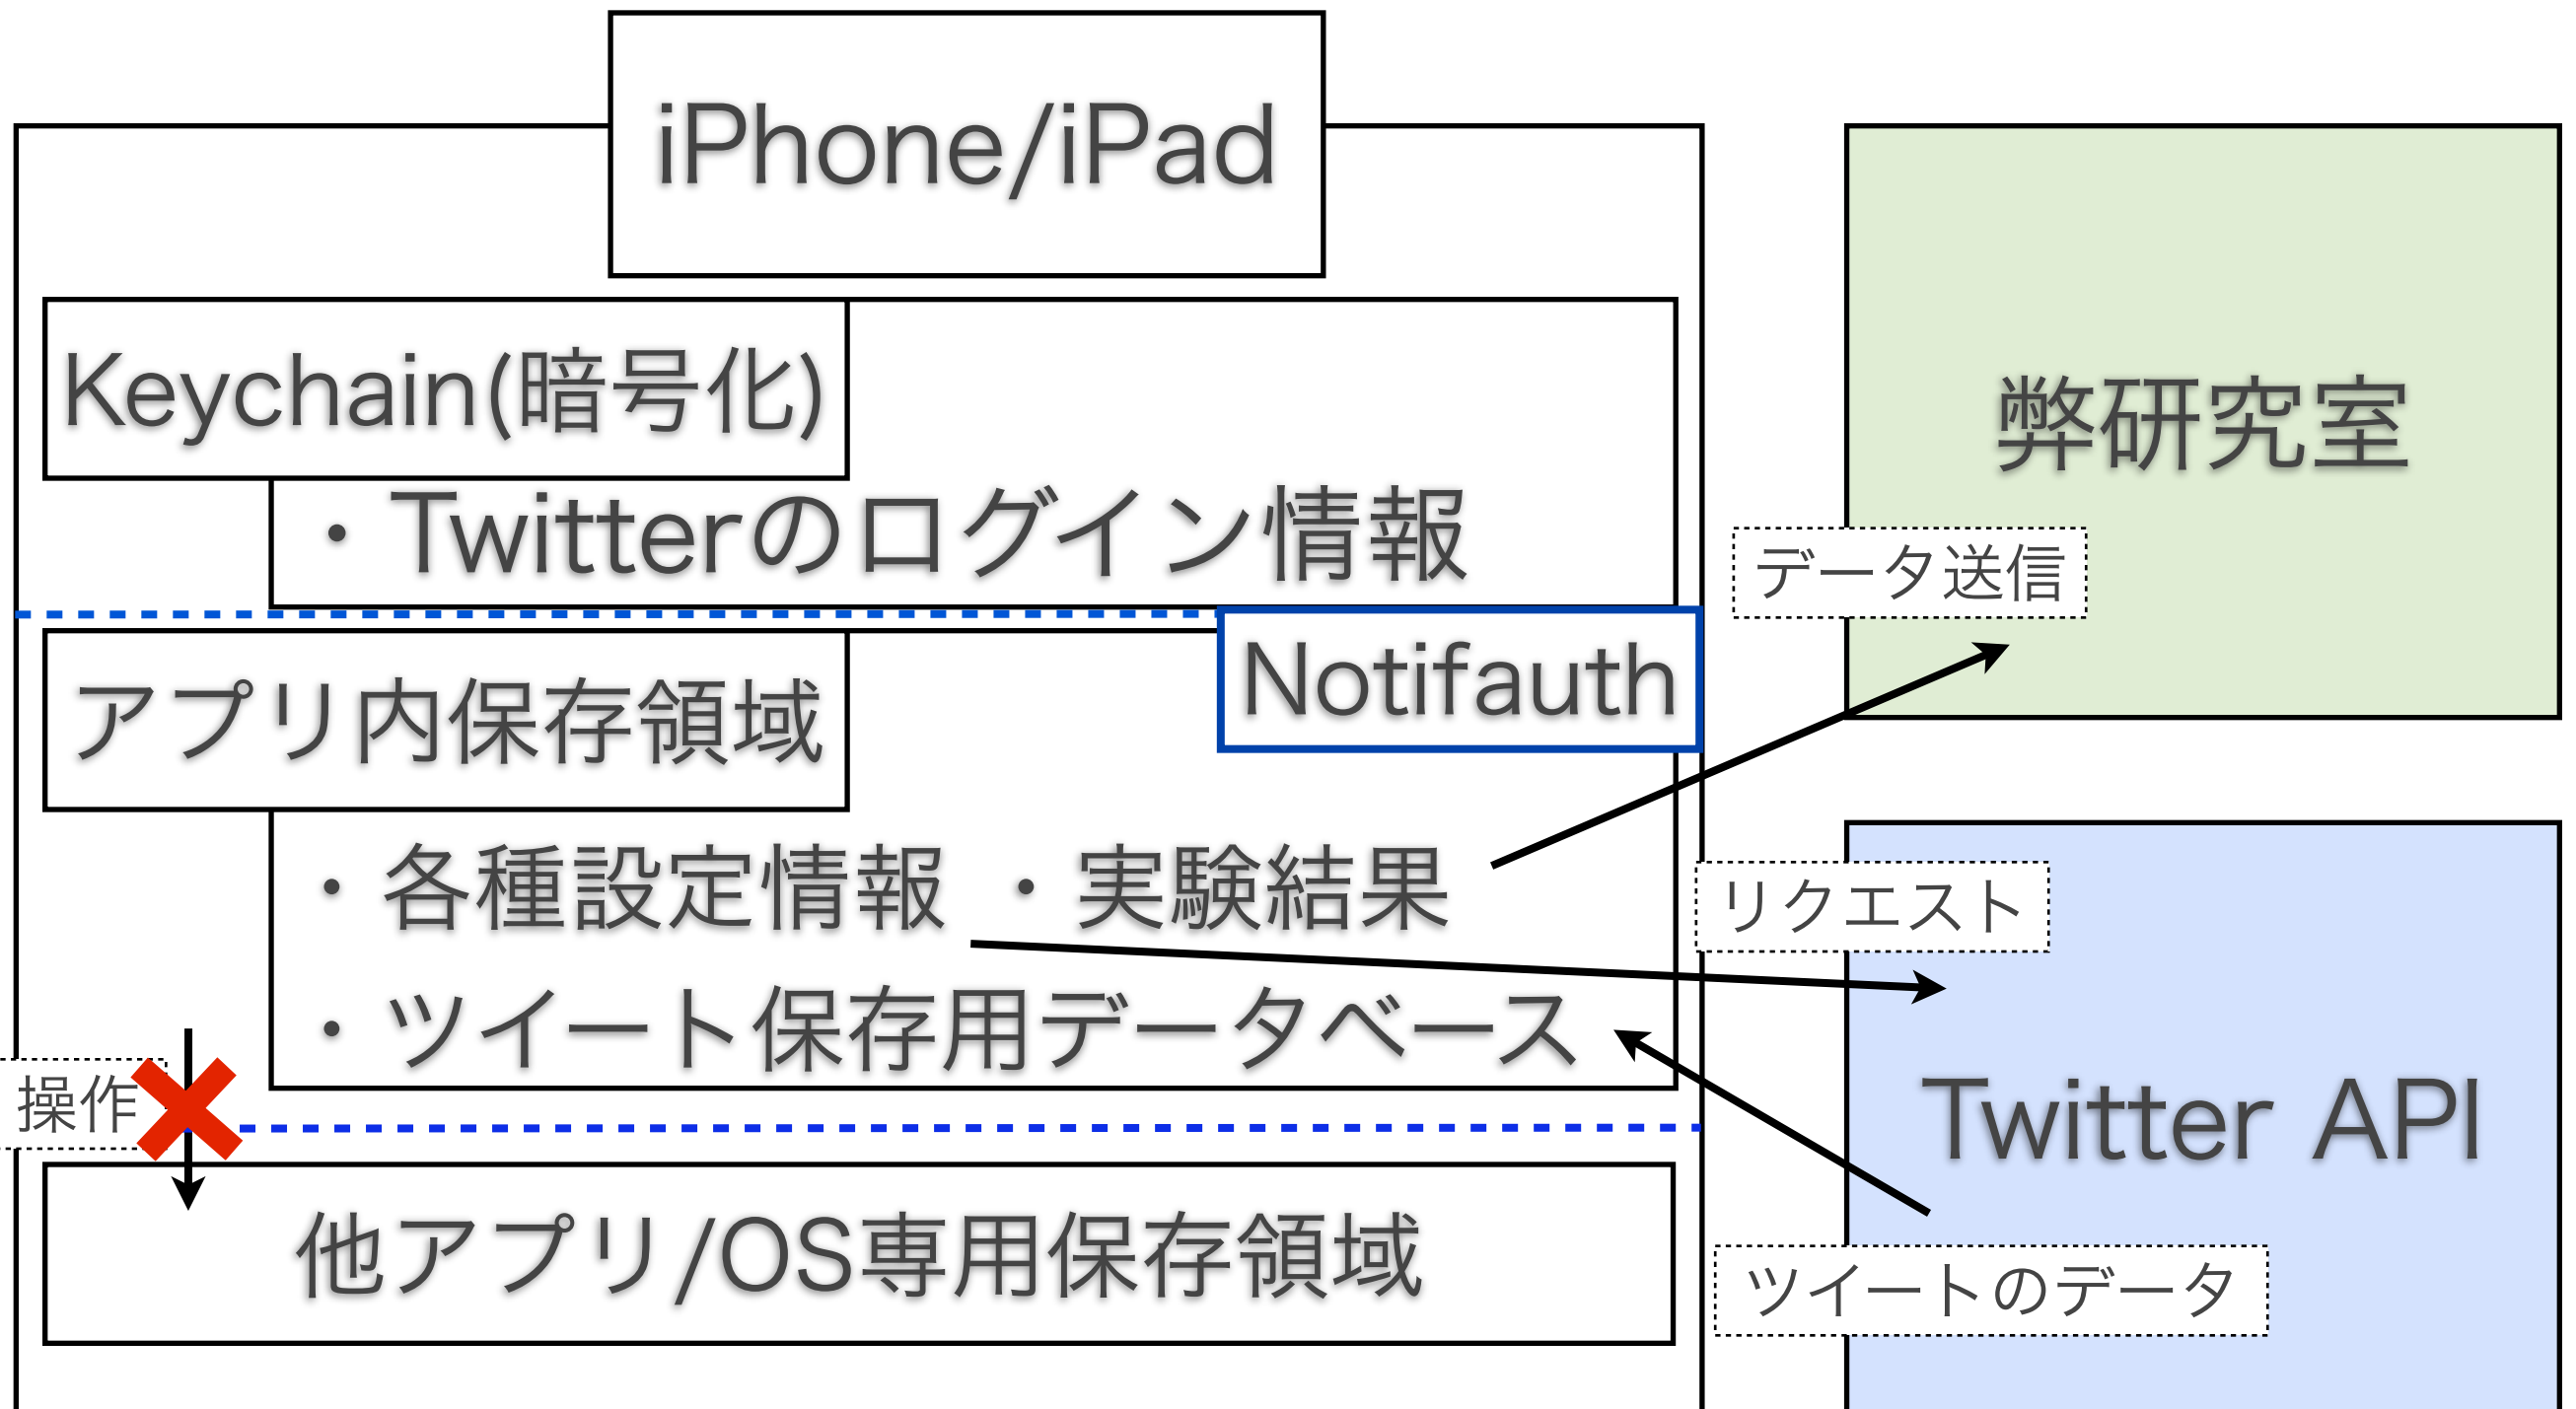 iPhone/iPad
Keychain(暗号化)
・Twitterのログイン情報
Notifauth
アプリ内保存領域
・各種設定情報 ・実験結果
・ツイート保存用データベース
操作
他アプリ/OS専用保存領域
弊研究室
データ送信
リクエスト
Twitter API
ツイートのデータ